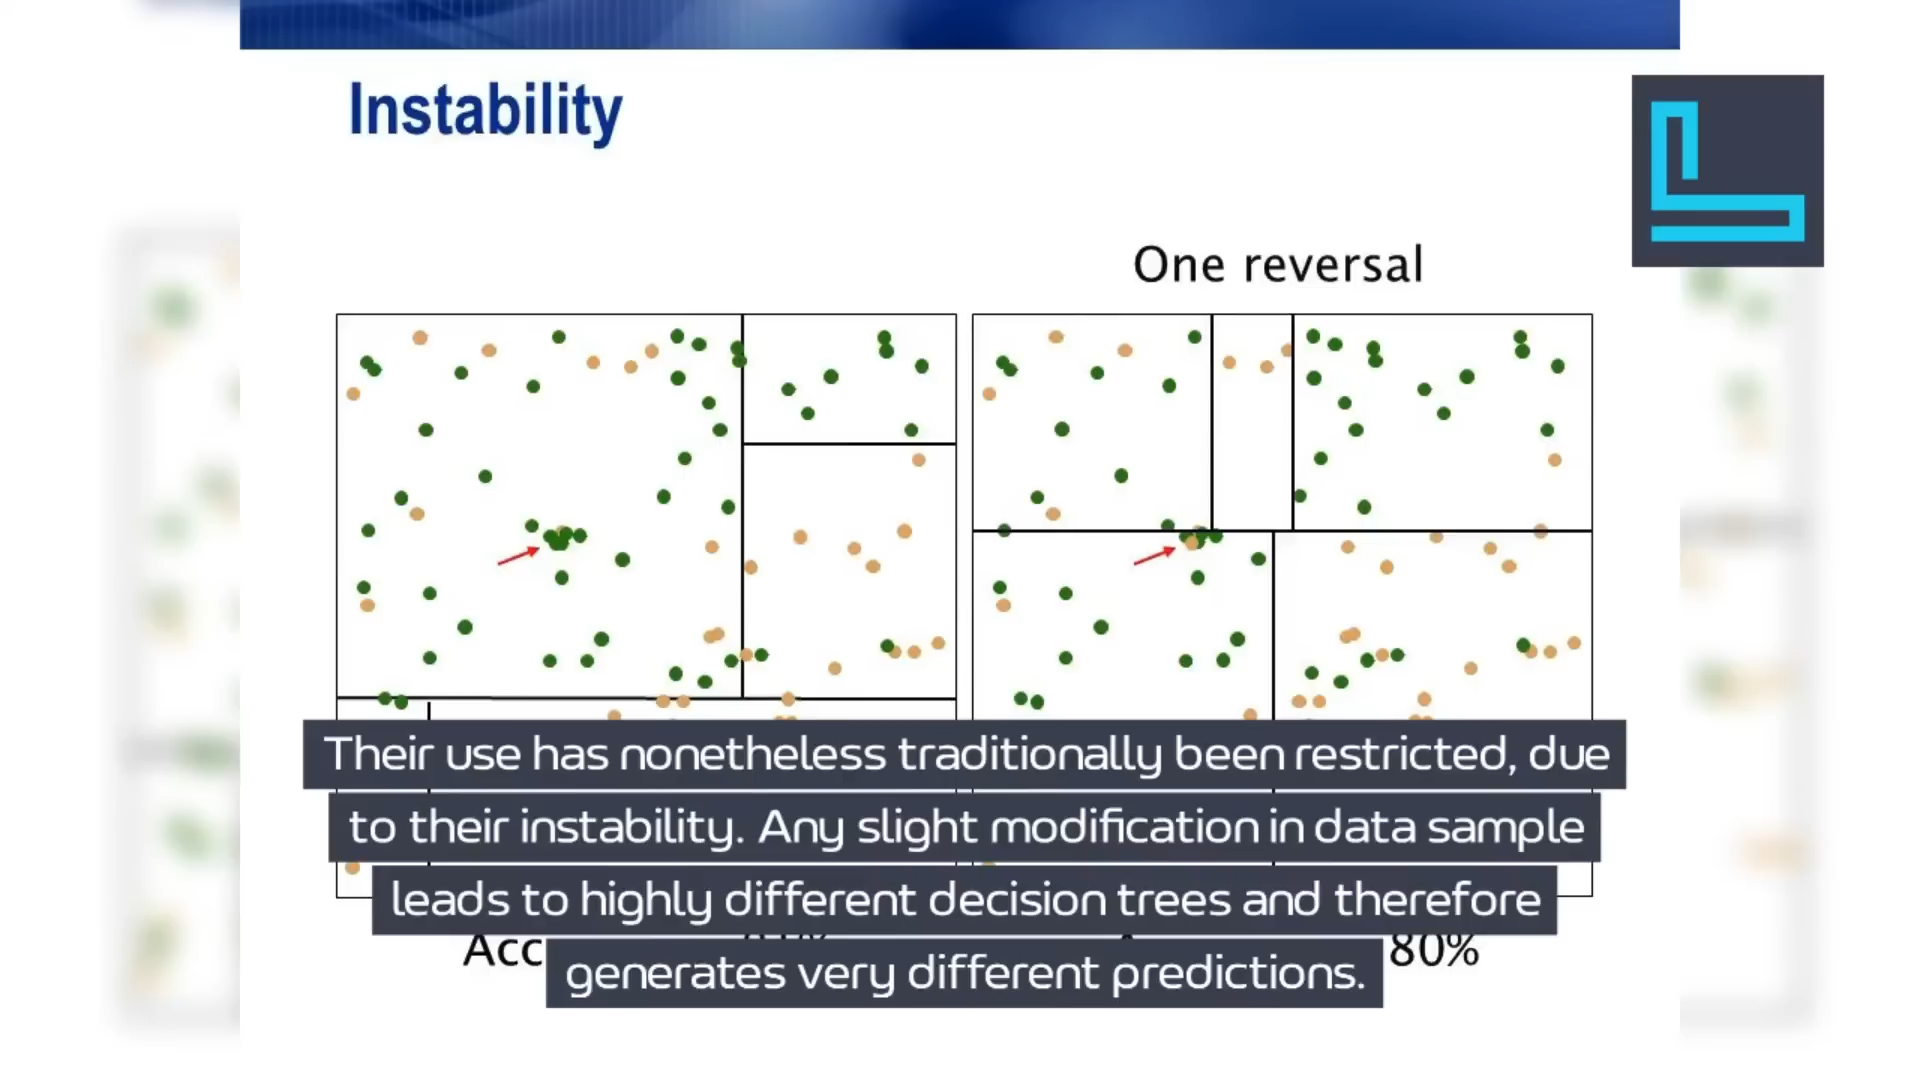 Instability
One reversal
Their use has nonetheless traditionally been restricted, due
to their instability. Any slight modification in data sample
leads to highly different decision trees and therefore
generates very different predictions.
80%